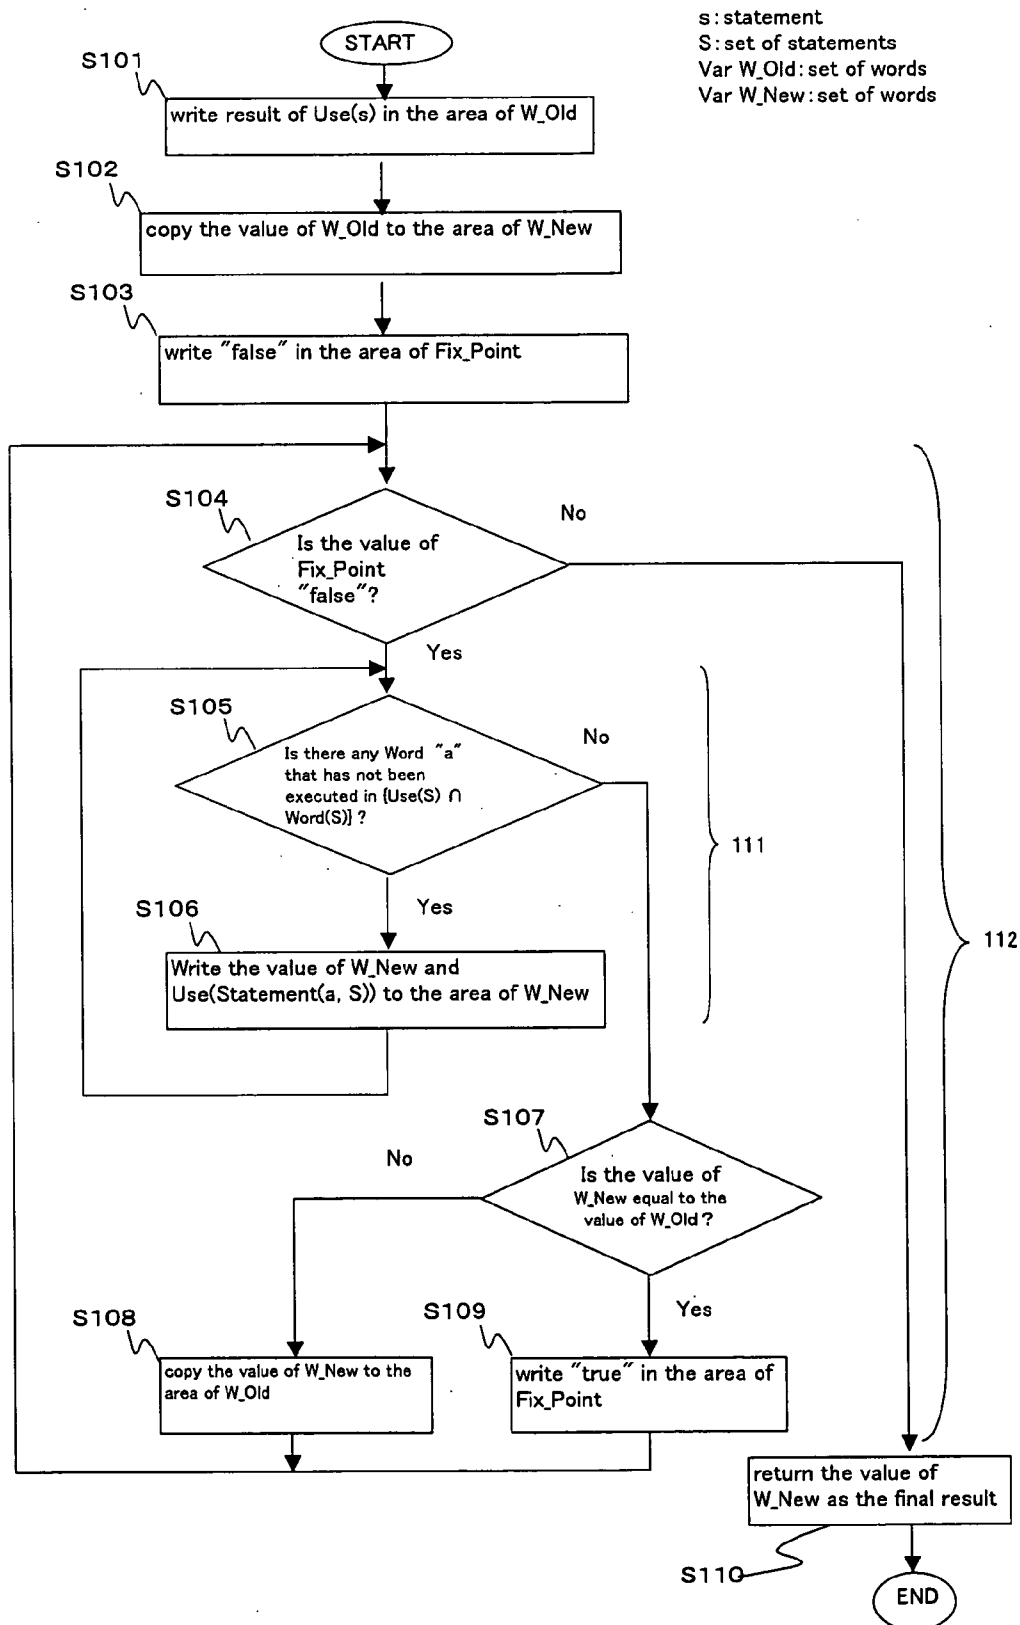 s:statement
S:set of statements
Var W_Old:set of words
Var W_New:set of words
START
S101
write result of Use(s) in the area of W_Old
S102
copy the value of W_Old to the area of W_New
S103
write "false" in the area of Fix_Point
S104
No
Is the value of
Fix_Point
"false"?
Yes
S105
No
Is there any Word "a"
that has not been
executed in {Use(S) ∩
Word(S)} ?
111
Yes
S106
Write the value of W_New and
Use(Statement(a, S)) to the area of W_New
112
S107
No
Is the value of
W_New equal to the
value of W_Old ?
Yes
S108
copy the value of W_New to the
area of W_Old
S109
write "true" in the area of
Fix_Point
return the value of
W_New as the final result
S110
END